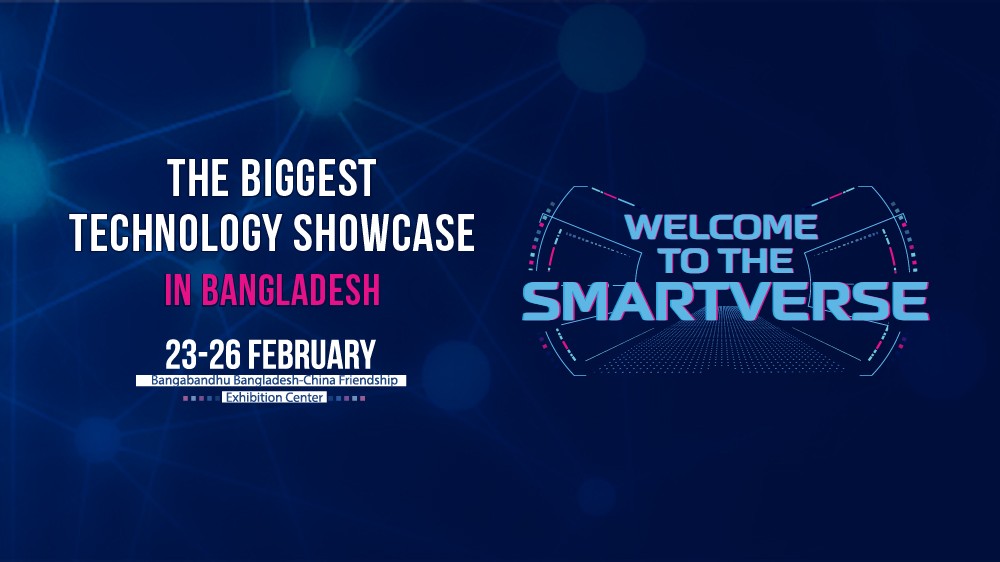 THE BIGGEST
TECHNOLOGY SHOWCASE
IN BANGLADESH
23-26 FEBRUARY
Bangabandhu Bangladesh-China Friendship
Exhibition Center
WELCOME
TO THE
SMARTVERSE